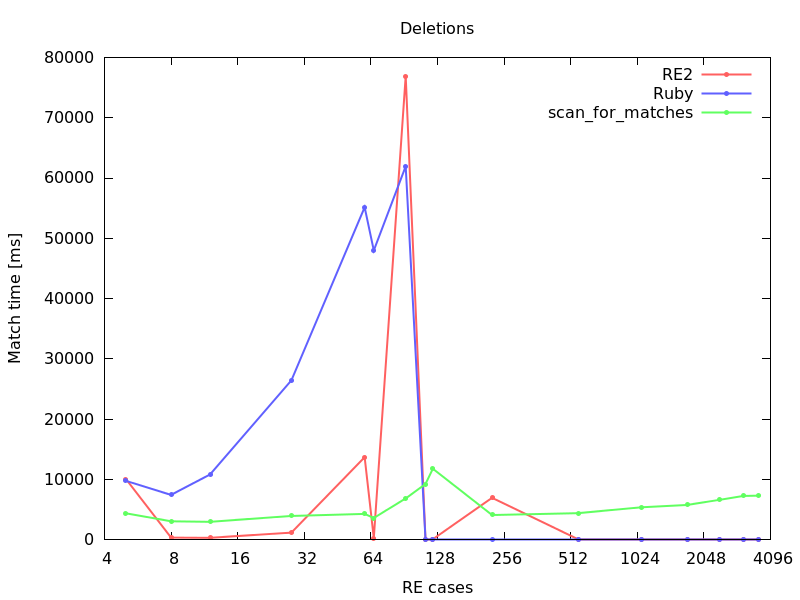 Deletions
80000
70000
60000
50000
40000
30000
20000
10000
0
Match time [ms]
RE2
Ruby
scan_for_matches
4 8 16 32 64 128 256 512 1024 2048 4096
RE cases